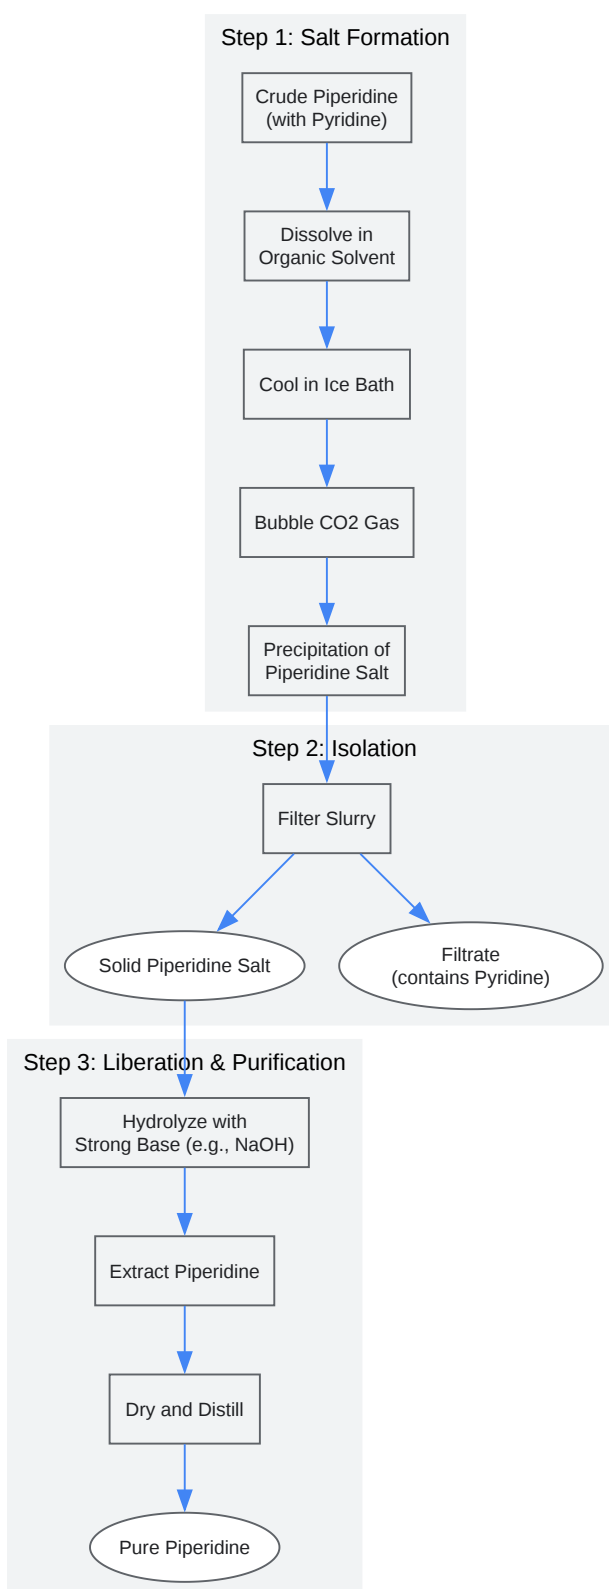 Step 1: Salt Formation
Crude Piperidine
(with Pyridine)
Dissolve in
Organic Solvent
Cool in Ice Bath
Bubble CO2 Gas
Precipitation of
Piperidine Salt
Step 2: Isolation
Filter Slurry
Solid Piperidine Salt
Filtrate
(contains Pyridine)
Step 3: Liberation & Purification
Hydrolyze with
Strong Base (e.g., NaOH)
Extract Piperidine
Dry and Distill
Pure Piperidine